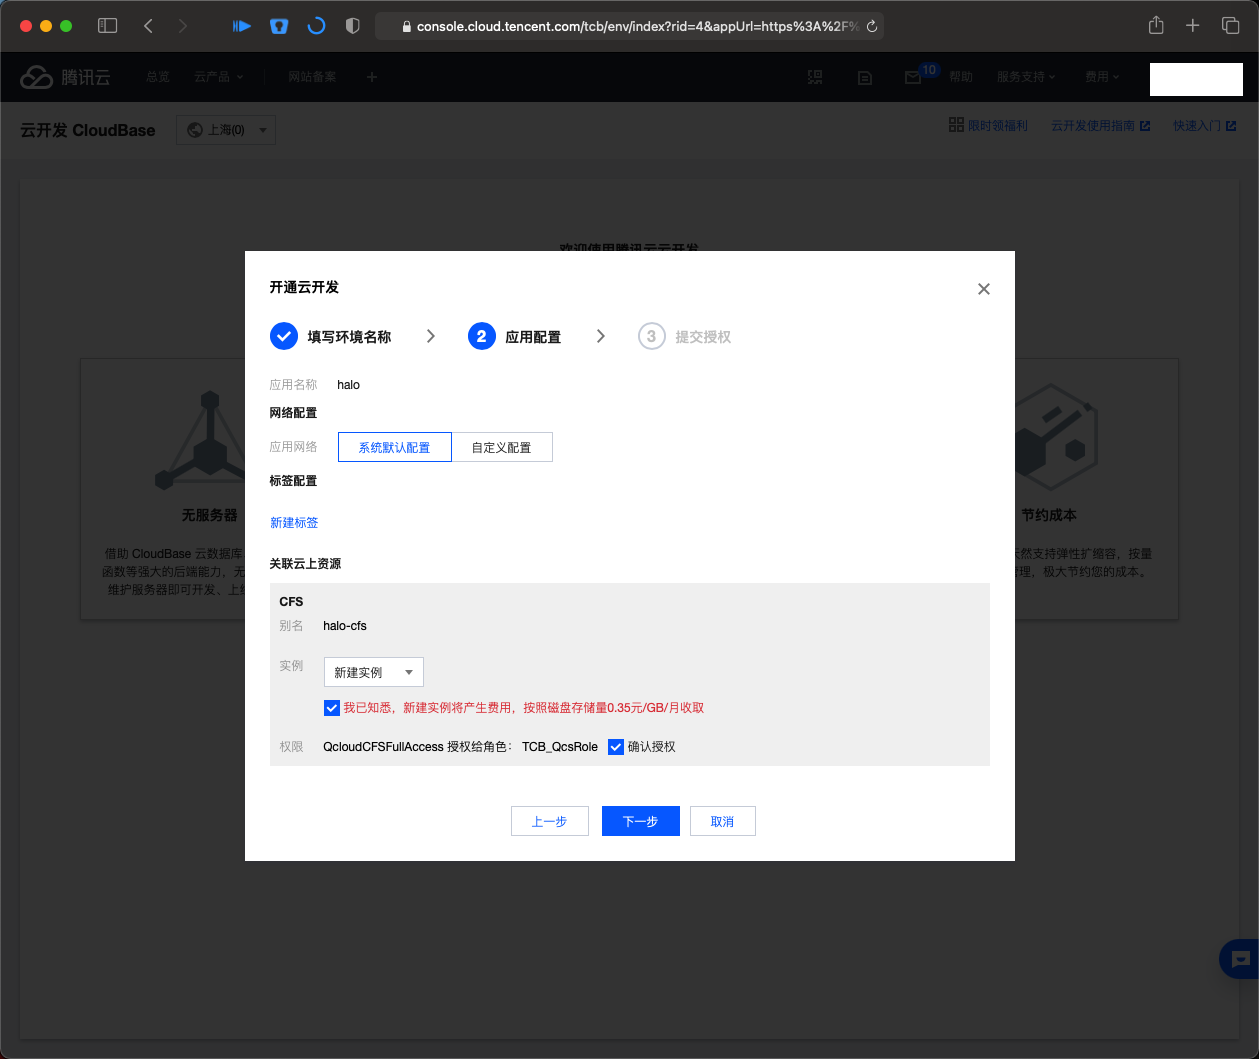 console.cloud.tencent.com/tcb/env/index?rid=4&appUrl=https%3A%2F%
腾讯云 总览 云产品 网站备案 10 帮助 服务支持 费用
云开发 CloudBase 上海(0) 限时领福利 云开发使用指南 快速入门
欢迎使用腾讯云云开发
开通云开发
填写环境名称 2 应用配置 3 提交授权
应用名称 halo
网络配置
应用网络 系统默认配置 自定义配置
标签配置
新建标签
关联云上资源
CFS
别名 halo-cfs
实例 新建实例
我已知悉，新建实例将产生费用，按照磁盘存储量0.35元/GB/月收取
权限 QcloudCFSFullAccess 授权给角色： TCB_QcsRole 确认授权
上一步 下一步 取消
无服务器
借助 CloudBase 云数据库
函数等强大的后端能力，无
维护服务器即可开发、上
节约成本
然支持弹性扩缩容，按量
管理，极大节约您的成本。